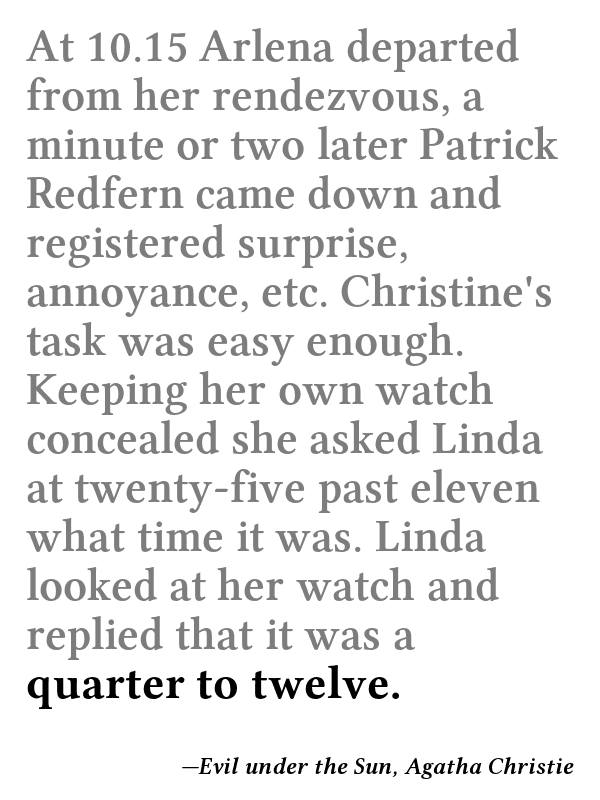 At 10.15 Arlena departed
from her rendezvous, a
minute or two later Patrick
Redfern came down and
registered surprise,
annoyance, etc. Christine's
task was easy enough.
Keeping her own watch
concealed she asked Linda
at twenty-five past eleven
what time it was. Linda
looked at her watch and
replied that it was a
quarter to twelve.
—Evil under the Sun, Agatha Christie